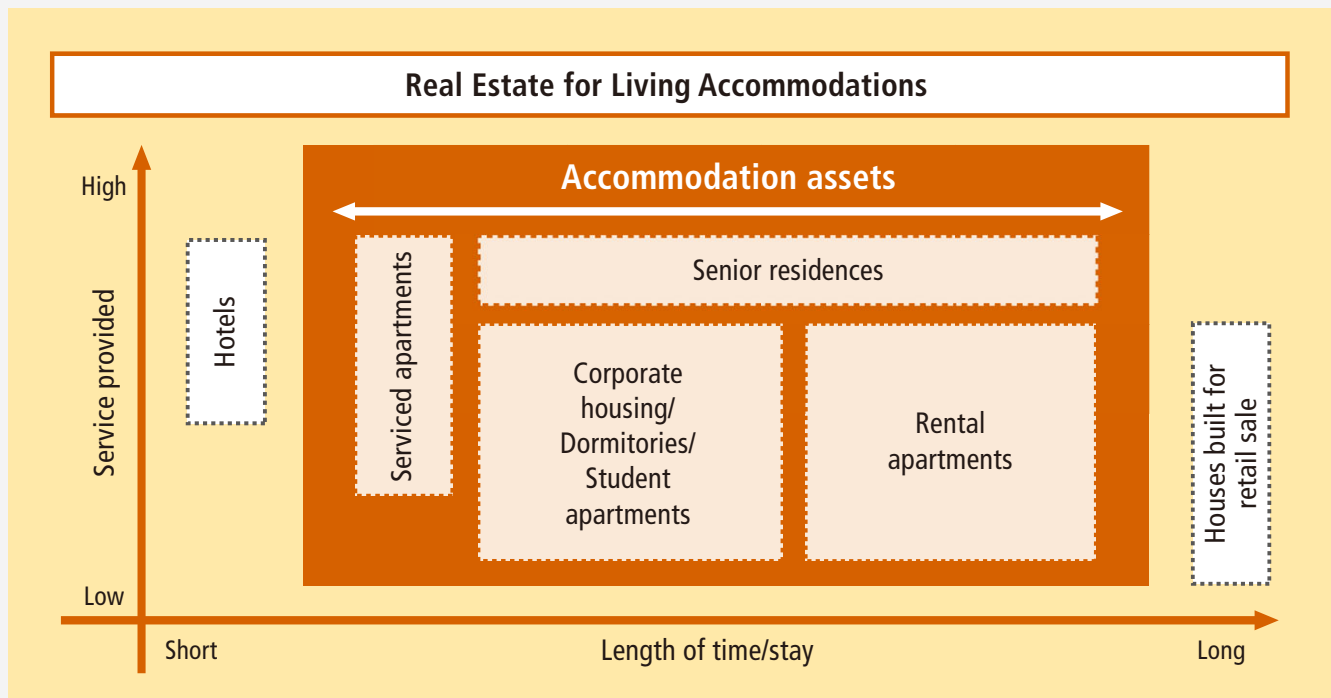 Real Estate for Living Accommodations
High
Accommodation assets
Service provided
Hotels
Serviced apartments
Senior residences
Corporate
housing/
Dormitories/
Student
apartments
Rental
apartments
Houses built for
retail sale
Low
Short
Length of time/stay
Long